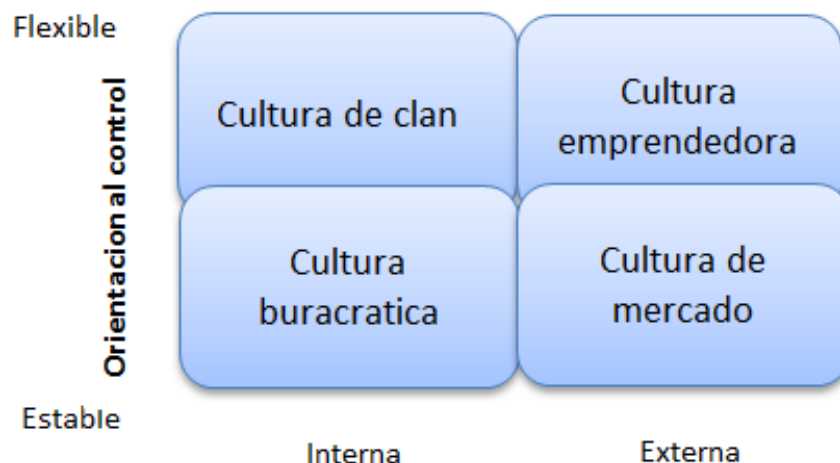 Flexible
Orientacion al control
Cultura de clan
Cultura
emprendedora
Cultura
buracratica
Cultura de
mercado
Estable
Interna
Externa